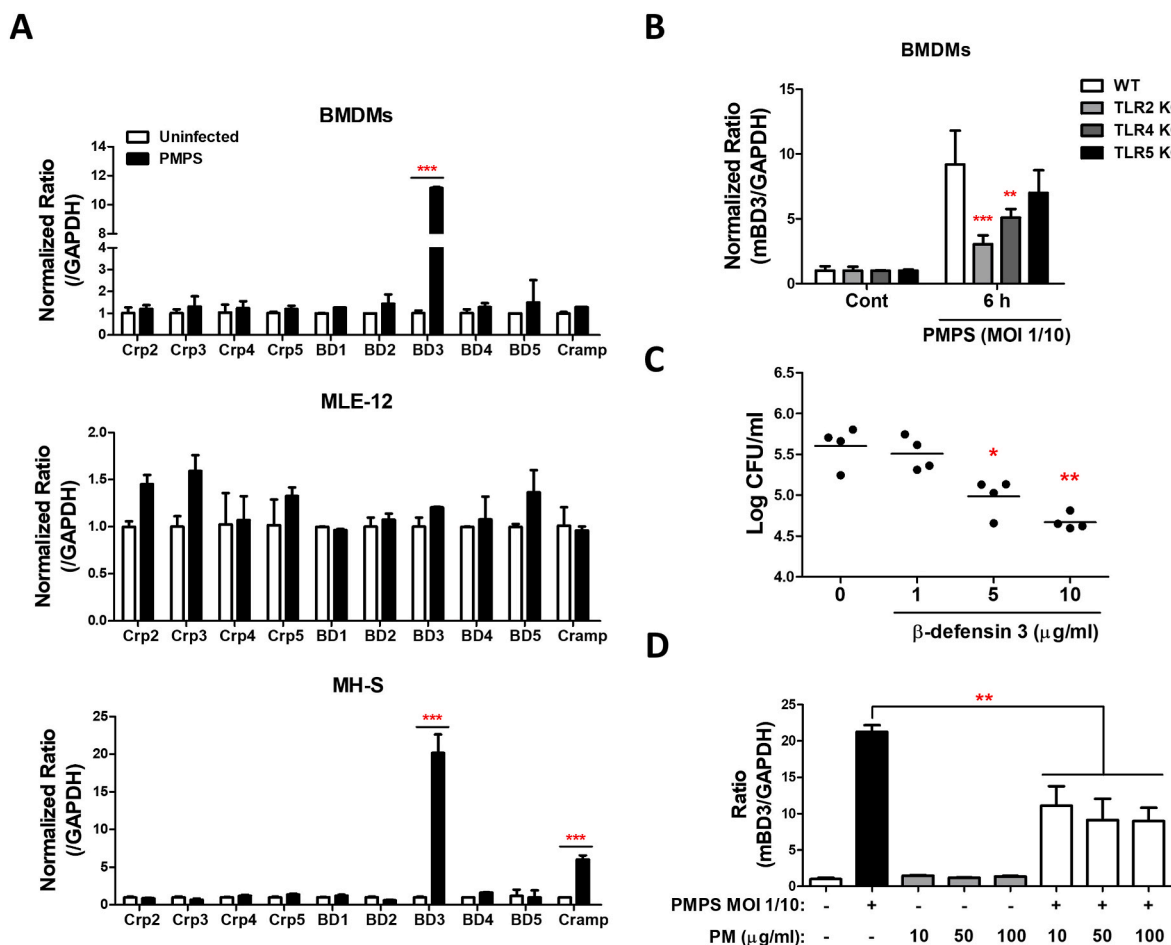 A
BMDMs
Uninfected
PMPS
Normalized Ratio
(/GAPDH)
14
12
10
8
6
4
2
1
0
***
Crp2 Crp3 Crp4 Crp5 BD1 BD2 BD3 BD4 BD5 Cramp
MLE-12
Normalized Ratio
(/GAPDH)
2.0
1.5
1.0
0.5
0.0
Crp2 Crp3 Crp4 Crp5 BD1 BD2 BD3 BD4 BD5 Cramp
MH-S
Normalized Ratio
(/GAPDH)
25
20
15
10
5
0
***
***
Crp2 Crp3 Crp4 Crp5 BD1 BD2 BD3 BD4 BD5 Cramp
B
BMDMs
WT
TLR2 K
TLR4 K
TLR5 K
Normalized Ratio
(mBD3/GAPDH)
15
10
5
0
***
**
Cont 6 h
PMPS (MOI 1/10)
C
Log CFU/ml
6.5
6.0
5.5
5.0
4.5
4.0
*
**
0 1 5 10
β-defensin 3 (µg/ml)
D
Ratio
(mBD3/GAPDH)
25
20
15
10
5
0
**
PMPS MOI 1/10: - + - - - + + +
PM (µg/ml): - - 10 50 100 10 50 100